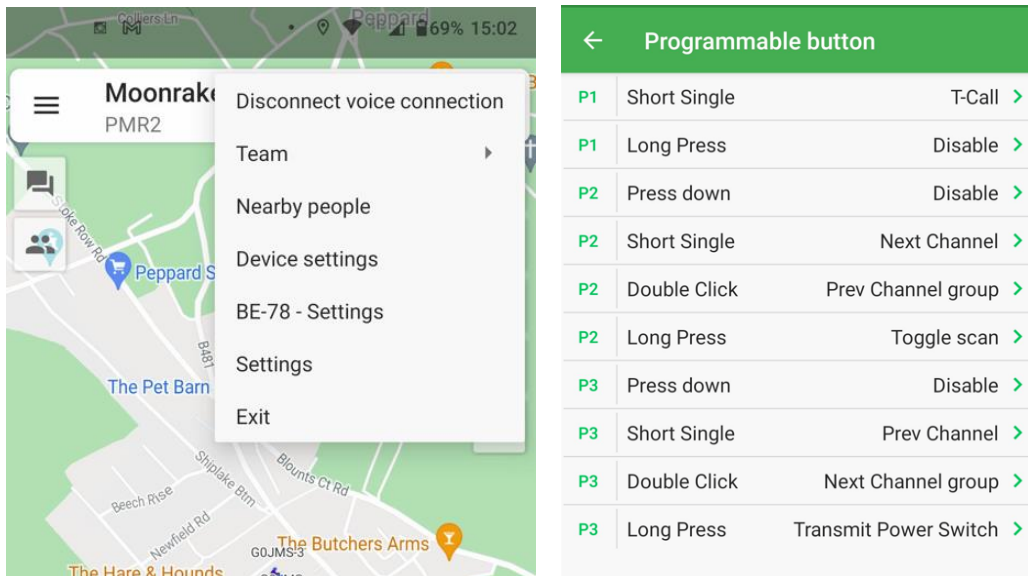 Colliers Ln
Peppard
69% 15:02
Moonrake
PMR2
Disconnect voice connection
Team
Nearby people
Device settings
BE-78 - Settings
Settings
Exit
Stoke Row Rd
Peppard S
B481
The Pet Barn
Shiplake Btm
Blounts Ct Rd
Beech Rise
Newfield Rd
G0JMS-3
The Butchers Arms
The Hare & Hounds
Programmable button
P1 Short Single T-Call
P1 Long Press Disable
P2 Press down Disable
P2 Short Single Next Channel
P2 Double Click Prev Channel group
P2 Long Press Toggle scan
P3 Press down Disable
P3 Short Single Prev Channel
P3 Double Click Next Channel group
P3 Long Press Transmit Power Switch